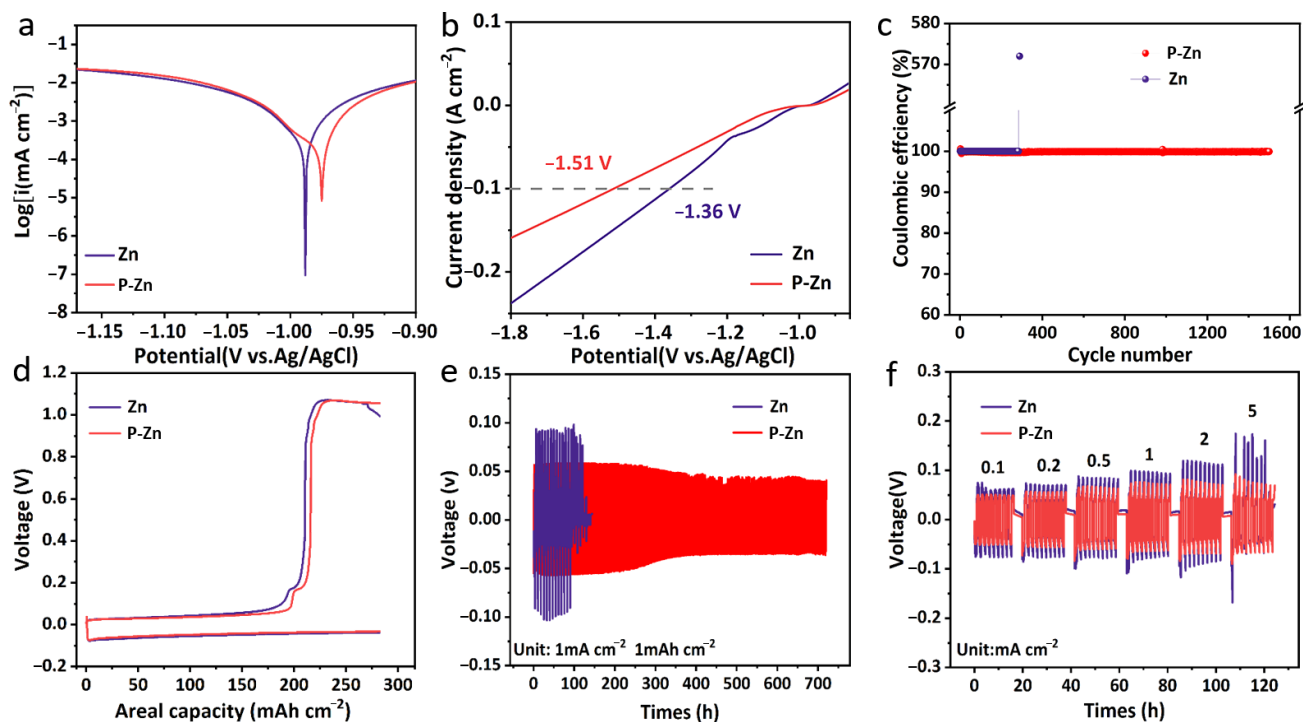 a
−1
−2
−3
−4
−5
−6
−7
−8
Log[i(mA cm⁻²)]
Zn
P-Zn
−1.15 −1.10 −1.05 −1.00 −0.95 −0.90
Potential(V vs.Ag/AgCl)
b
0.1
0.0
−0.1
−0.2
Current density (A cm⁻²)
−1.51 V
−1.36 V
Zn
P-Zn
−1.8 −1.6 −1.4 −1.2 −1.0
Potential(V vs.Ag/AgCl)
c
570
100
90
80
70
60
Coulombic effciency (%)
P-Zn
Zn
0 400 800 1200 1600
Cycle number
d
1.2
1.0
0.8
0.6
0.4
0.2
0.0
−0.2
Voltage (V)
Zn
P-Zn
0 50 100 150 200 250 300
Areal capacity (mAh cm⁻²)
e
0.15
0.10
0.05
0.00
−0.05
−0.10
−0.15
Voltage (v)
Zn
P-Zn
Unit: 1mA cm⁻² 1mAh cm⁻²
0 100 200 300 400 500 600 700
Times (h)
f
0.3
0.2
0.1
0.0
−0.1
−0.2
−0.3
Voltage(V)
Zn
P-Zn
0.1 0.2 0.5 1 2 5
Unit:mA cm⁻²
0 20 40 60 80 100 120
Times (h)